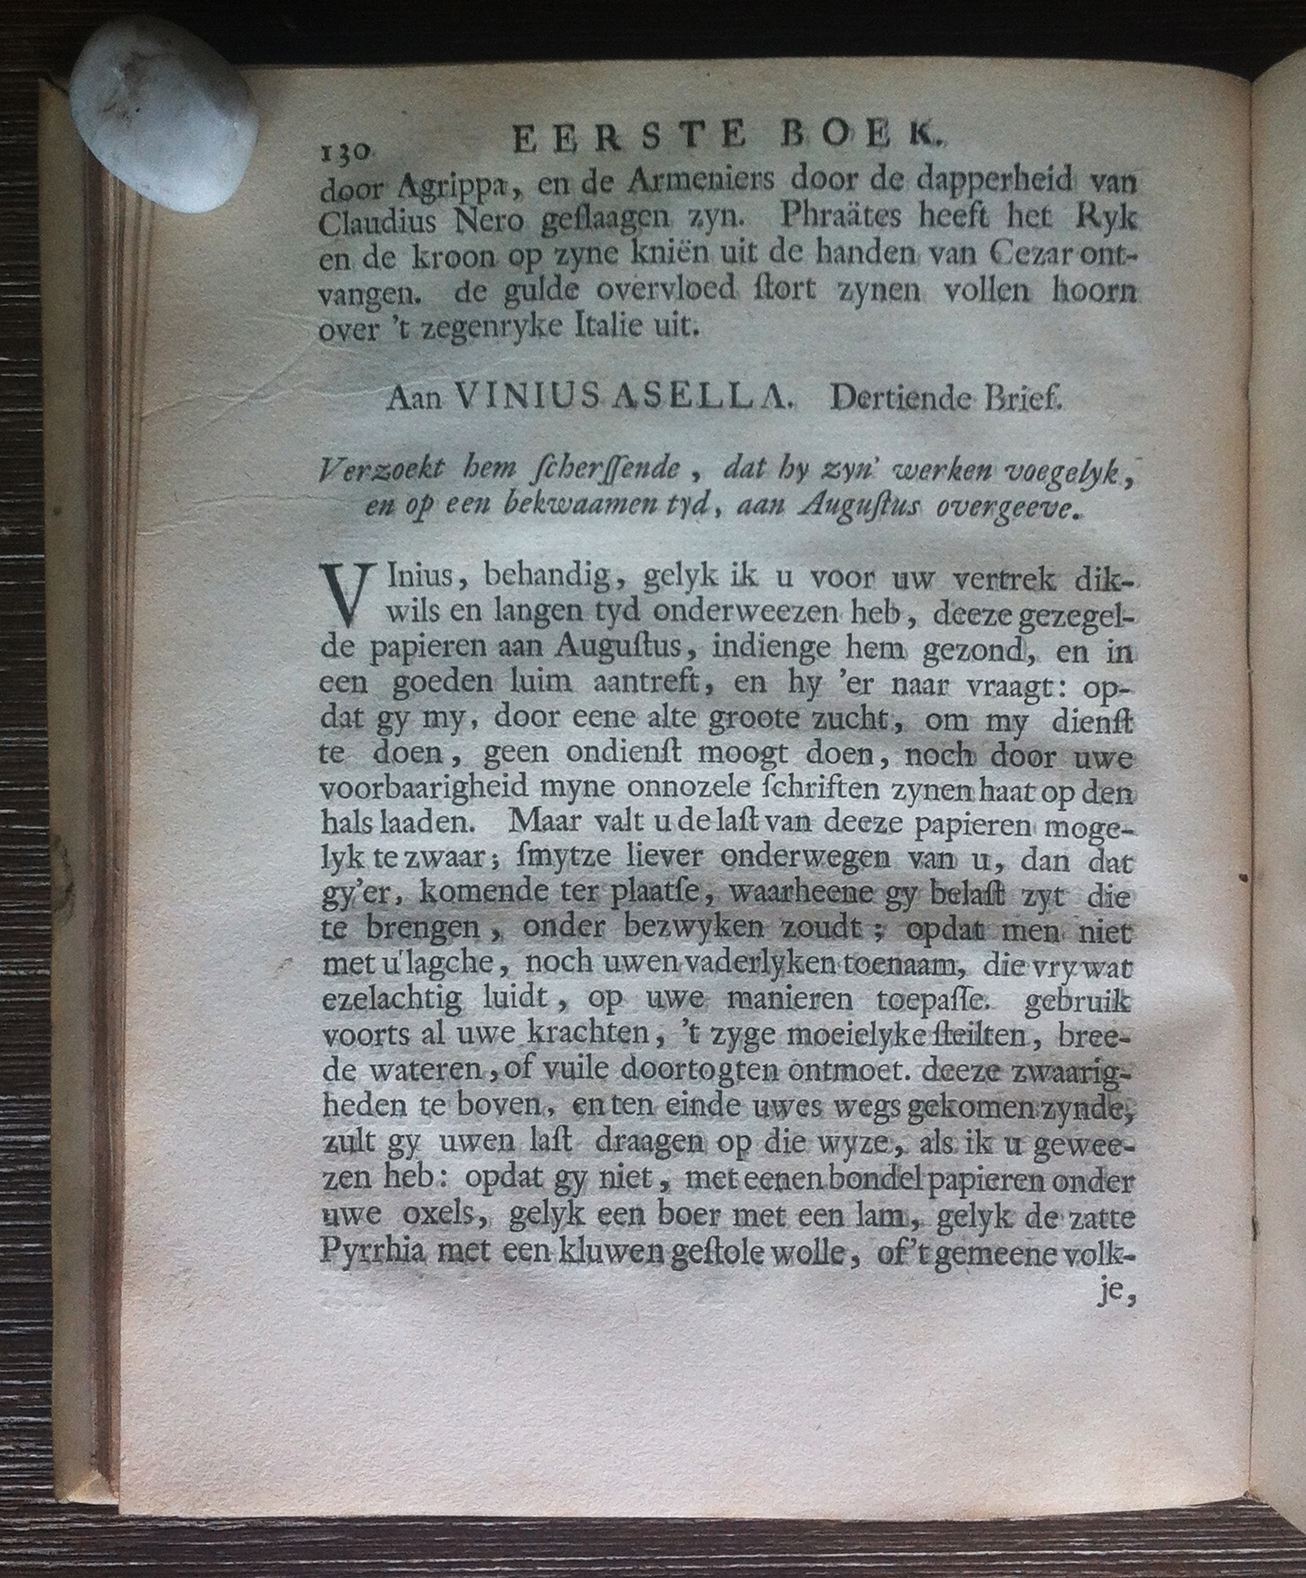 130 EERSTE BOEK.
door Agrippa, en de Armeniers door de dapperheid van
Claudius Nero geſlaagen zyn. Phraätes heeft het Ryk
en de kroon op zyne kniën uit de handen van Cezar ont-
vangen. de gulde overvloed ſtort zynen vollen hoorn
over 't zegenryke Italie uit.
Aan VINIUS ASELLA. Dertiende Brief.
Verzoekt hem ſcherſſende, dat hy zyn' werken voegelyk,
en op een bekwaamen tyd, aan Auguſtus overgeeve.
VInius, behandig, gelyk ik u voor uw vertrek dik-
wils en langen tyd onderweezen heb, deeze gezegel-
de papieren aan Auguſtus, indienge hem gezond, en in
een goeden luim aantreft, en hy 'er naar vraagt: op-
dat gy my, door eene alte groote zucht, om my dienſt
te doen, geen ondienſt moogt doen, noch door uwe
voorbaarigheid myne onnozele ſchriften zynen haat op den
hals laaden. Maar valt u de laſt van deeze papieren moge-
lyk te zwaar; ſmytze liever onderwegen van u, dan dat
gy'er, komende ter plaatſe, waarheene gy belaſt zyt die
te brengen, onder bezwyken zoudt; opdat men niet
met u lagche, noch uwen vaderlyken toenaam, die vry wat
ezelachtig luidt, op uwe manieren toepaſſe. gebruik
voorts al uwe krachten, 't zyge moeielyke ſteilten, bree-
de wateren, of vuile doortogten ontmoet. deeze zwaarig-
heden te boven, en ten einde uwes wegs gekomen zynde,
zult gy uwen laſt draagen op die wyze, als ik u gewee-
zen heb: opdat gy niet, met eenen bondel papieren onder
uwe oxels, gelyk een boer met een lam, gelyk de zatte
Pyrrhia met een kluwen geſtole wolle, of 't gemeene volk-
je,